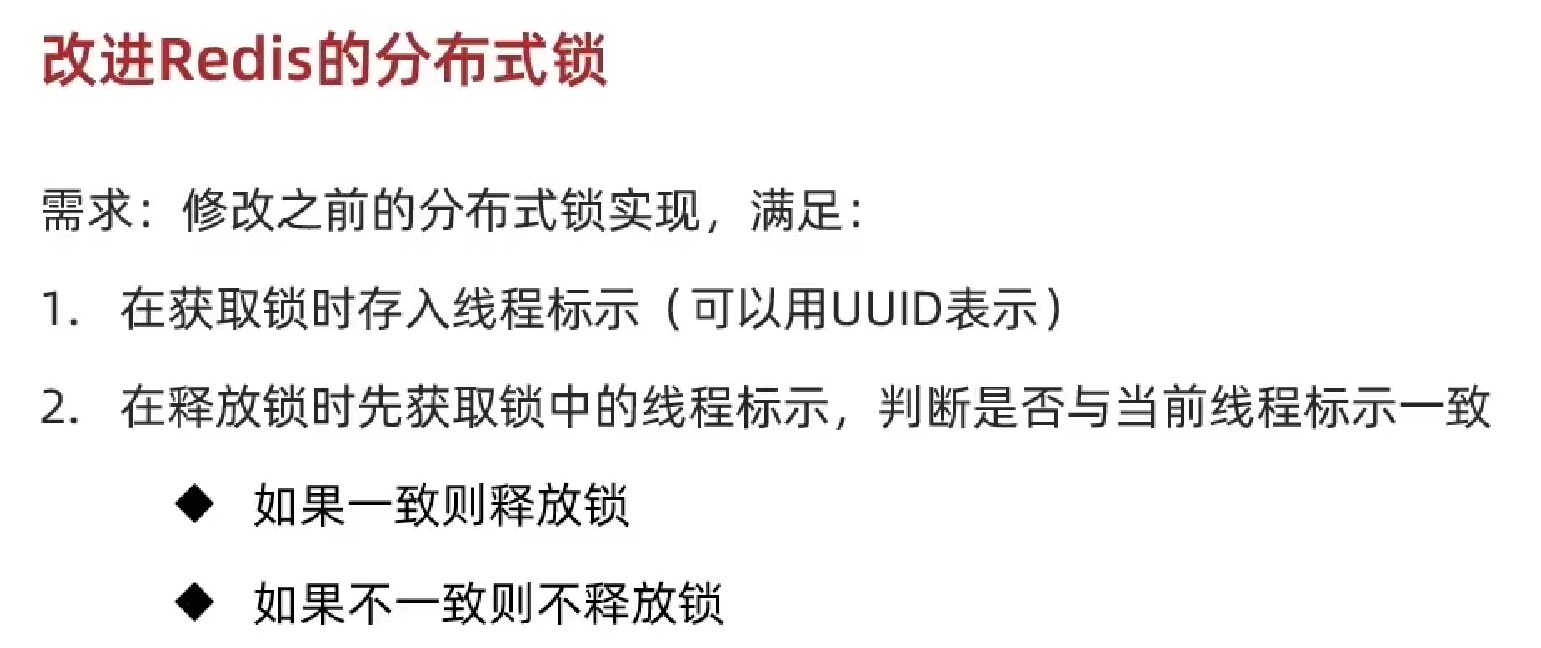 改进Redis的分布式锁
需求：修改之前的分布式锁实现，满足：
1. 在获取锁时存入线程标示（可以用UUID表示）
2. 在释放锁时先获取锁中的线程标示，判断是否与当前线程标示一致
◆ 如果一致则释放锁
◆ 如果不一致则不释放锁